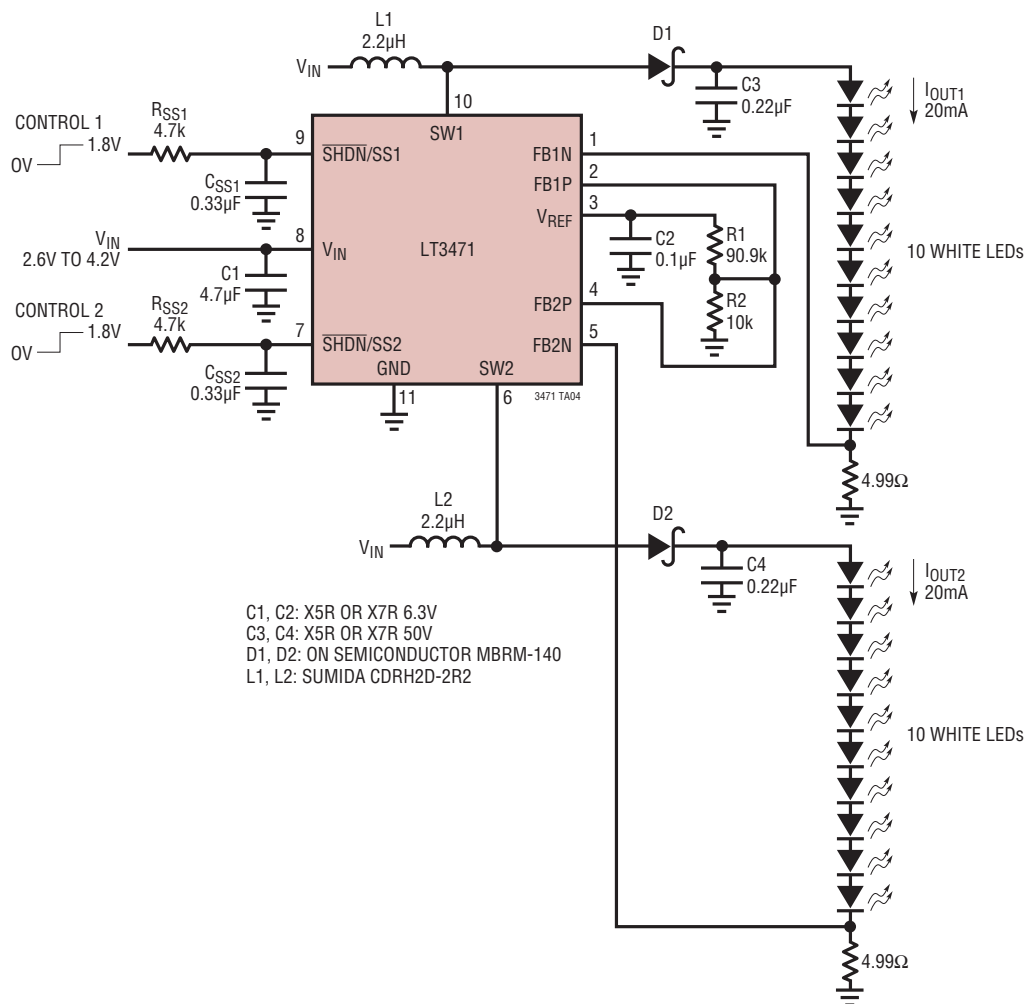 L1
2.2µH
D1
VIN
C3
0.22µF
IOUT1
20mA
10
SW1
CONTROL 1
RSS1
4.7k
1.8V
0V
9
SHDN/SS1
1
FB1N
2
FB1P
CSS1
0.33µF
3
VREF
VIN
2.6V TO 4.2V
8
VIN
LT3471
C2
0.1µF
R1
90.9k
10 WHITE LEDs
C1
4.7µF
R2
10k
4
FB2P
CONTROL 2
RSS2
4.7k
1.8V
0V
7
SHDN/SS2
5
FB2N
GND
SW2
CSS2
0.33µF
11
6
3471 TA04
4.99Ω
L2
2.2µH
D2
VIN
C4
0.22µF
IOUT2
20mA
C1, C2: X5R OR X7R 6.3V
C3, C4: X5R OR X7R 50V
D1, D2: ON SEMICONDUCTOR MBRM-140
L1, L2: SUMIDA CDRH2D-2R2
10 WHITE LEDs
4.99Ω